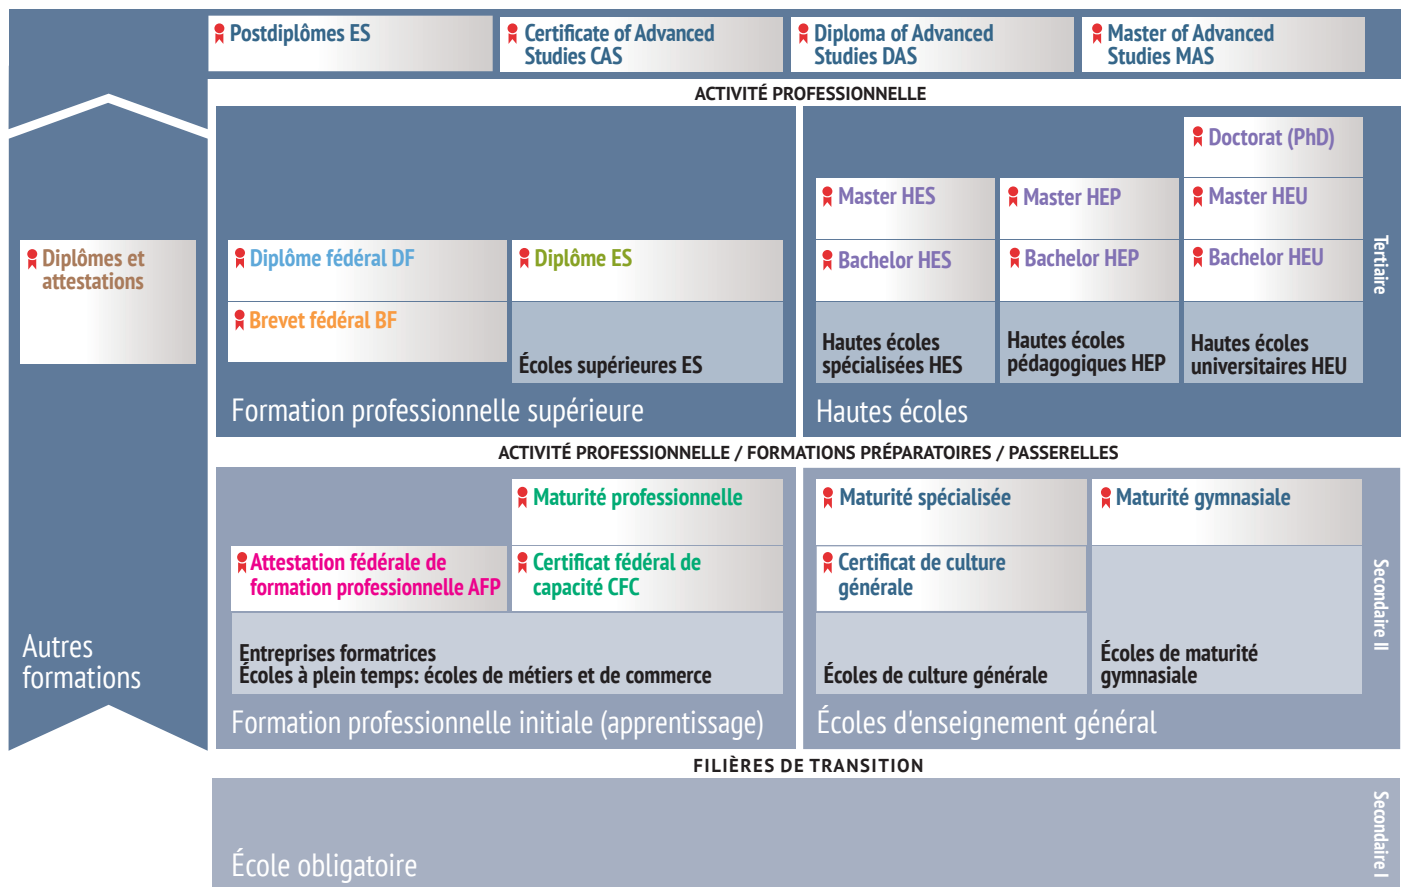 Postdiplômes ES
Certificate of Advanced
Studies CAS
Diploma of Advanced
Studies DAS
Master of Advanced
Studies MAS
ACTIVITÉ PROFESSIONNELLE
Diplômes et
attestations
Autres
formations
Diplôme fédéral DF
Brevet fédéral BF
Diplôme ES
Écoles supérieures ES
Formation professionnelle supérieure
Master HES
Bachelor HES
Hautes écoles
spécialisées HES
Master HEP
Bachelor HEP
Hautes écoles
pédagogiques HEP
Doctorat (PhD)
Master HEU
Bachelor HEU
Hautes écoles
universitaires HEU
Hautes écoles
Tertiaire
ACTIVITÉ PROFESSIONNELLE / FORMATIONS PRÉPARATOIRES / PASSERELLES
Attestation fédérale de
formation professionnelle AFP
Maturité professionnelle
Certificat fédéral de
capacité CFC
Entreprises formatrices
Écoles à plein temps: écoles de métiers et de commerce
Formation professionnelle initiale (apprentissage)
Maturité spécialisée
Certificat de culture
générale
Écoles de culture générale
Maturité gymnasiale
Écoles de maturité
gymnasiale
Écoles d'enseignement général
Secondaire II
FILIÈRES DE TRANSITION
École obligatoire
Secondaire I